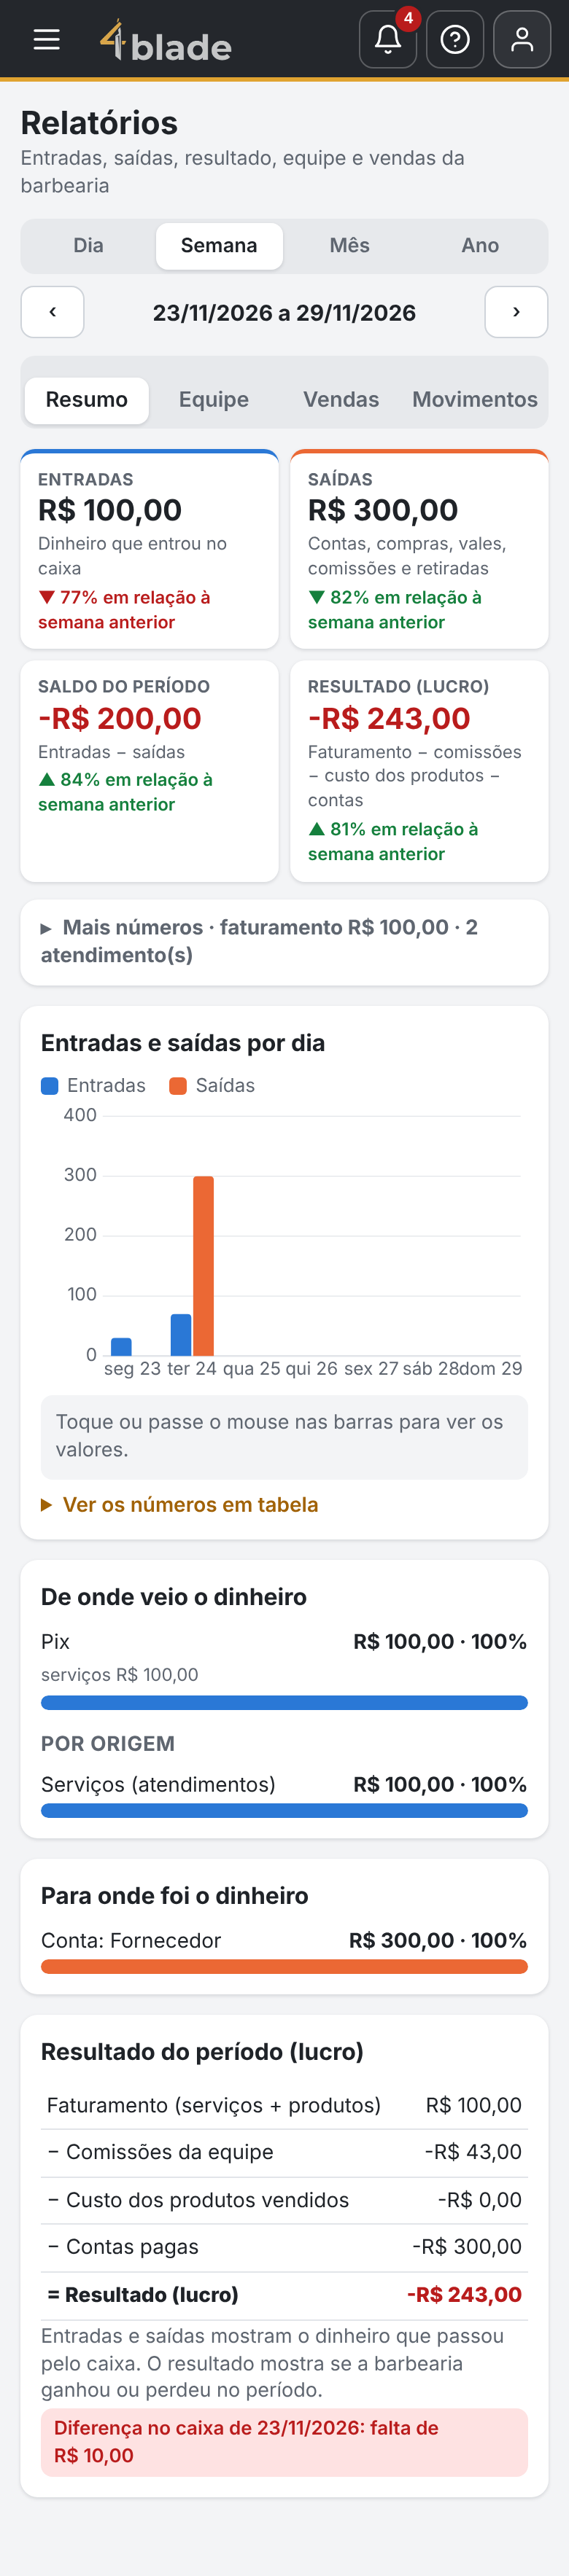 4blade
4
Relatórios
Entradas, saídas, resultado, equipe e vendas da
barbearia
Dia Semana Mês Ano
‹ 23/11/2026 a 29/11/2026 ›
Resumo Equipe Vendas Movimentos
ENTRADAS
R$ 100,00
Dinheiro que entrou no
caixa
▼ 77% em relação à
semana anterior
SAÍDAS
R$ 300,00
Contas, compras, vales,
comissões e retiradas
▼ 82% em relação à
semana anterior
SALDO DO PERÍODO
-R$ 200,00
Entradas − saídas
▲ 84% em relação à
semana anterior
RESULTADO (LUCRO)
-R$ 243,00
Faturamento − comissões
− custo dos produtos −
contas
▲ 81% em relação à
semana anterior
▸ Mais números · faturamento R$ 100,00 · 2
atendimento(s)
Entradas e saídas por dia
Entradas Saídas
400
300
200
100
0
seg 23 ter 24 qua 25 qui 26 sex 27 sáb 28 dom 29
Toque ou passe o mouse nas barras para ver os
valores.
▶ Ver os números em tabela
De onde veio o dinheiro
Pix R$ 100,00 · 100%
serviços R$ 100,00
POR ORIGEM
Serviços (atendimentos) R$ 100,00 · 100%
Para onde foi o dinheiro
Conta: Fornecedor R$ 300,00 · 100%
Resultado do período (lucro)
Faturamento (serviços + produtos) R$ 100,00
− Comissões da equipe -R$ 43,00
− Custo dos produtos vendidos -R$ 0,00
− Contas pagas -R$ 300,00
= Resultado (lucro) -R$ 243,00
Entradas e saídas mostram o dinheiro que passou
pelo caixa. O resultado mostra se a barbearia
ganhou ou perdeu no período.
Diferença no caixa de 23/11/2026: falta de
R$ 10,00